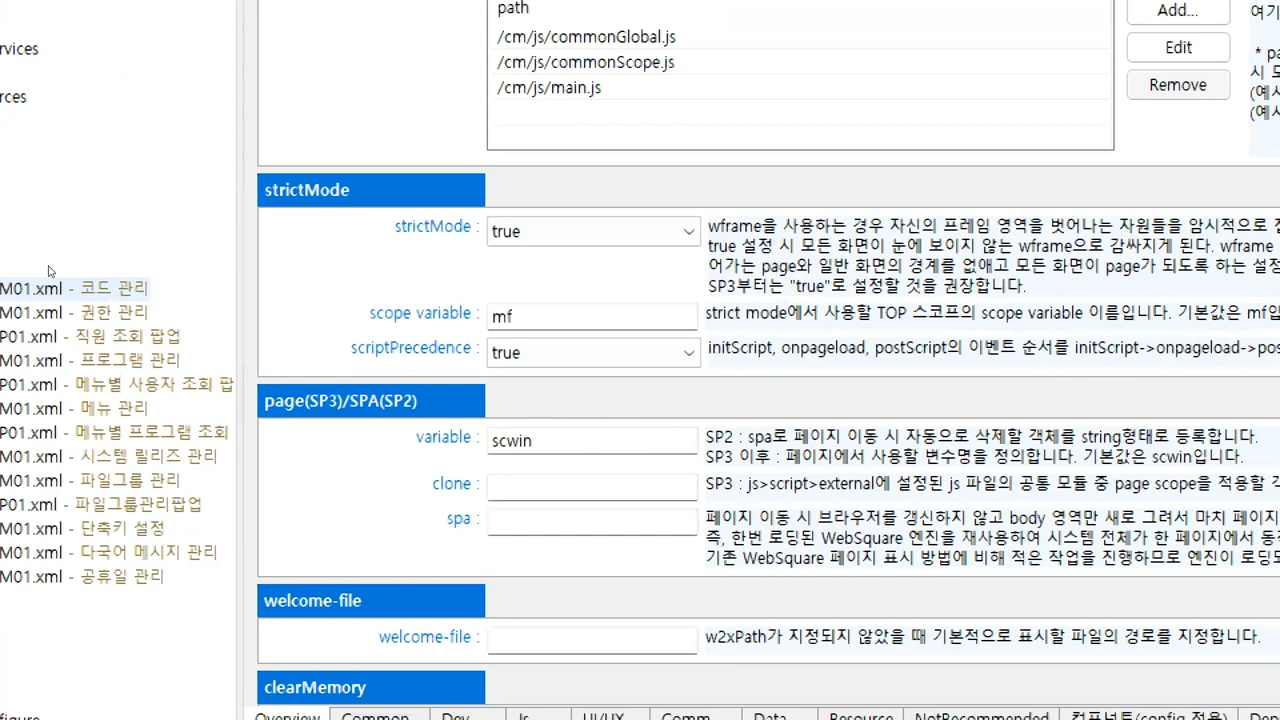 rvices
rces
M01.xml - 코드 관리
M01.xml - 권한 관리
P01.xml - 직원 조회 팝업
M01.xml - 프로그램 관리
P01.xml - 메뉴별 사용자 조회 팝
M01.xml - 메뉴 관리
P01.xml - 메뉴별 프로그램 조회
M01.xml - 시스템 릴리즈 관리
M01.xml - 파일그룹 관리
P01.xml - 파일그룹관리팝업
M01.xml - 단축키 설정
M01.xml - 다국어 메시지 관리
M01.xml - 공휴일 관리
path
/cm/js/commonGlobal.js
/cm/js/commonScope.js
/cm/js/main.js
Add...
Edit
Remove
여기
* pa
시 모
(예시
(예시
strictMode
strictMode : true
wframe을 사용하는 경우 자신의 프레임 영역을 벗어나는 자원들을 암시적으로
true 설정 시 모든 화면이 눈에 보이지 않는 wframe으로 감싸지게 된다. wframe
어가는 page와 일반 화면의 경계를 없애고 모든 화면이 page가 되도록 하는 설정
SP3부터는 "true"로 설정할 것을 권장합니다.
scope variable : mf
strict mode에서 사용할 TOP 스코프의 scope variable 이름입니다. 기본값은 mf입
scriptPrecedence : true
initScript, onpageload, postScript의 이벤트 순서를 initScript->onpageload->pos
page(SP3)/SPA(SP2)
variable : scwin
SP2 : spa로 페이지 이동 시 자동으로 삭제할 객체를 string형태로 등록합니다.
SP3 이후 : 페이지에서 사용할 변수명을 정의합니다. 기본값은 scwin입니다.
clone :
SP3 : js>script>external에 설정된 js 파일의 공통 모듈 중 page scope을 적용할
spa :
페이지 이동 시 브라우저를 갱신하지 않고 body 영역만 새로 그려서 마치 페이지
즉, 한번 로딩된 WebSquare 엔진을 재사용하여 시스템 전체가 한 페이지에서 동
기존 WebSquare 페이지 표시 방법에 비해 적은 작업을 진행하므로 엔진이 로딩되
welcome-file
welcome-file :
w2xPath가 지정되지 않았을 때 기본적으로 표시할 파일의 경로를 지정합니다.
clearMemory
figure
Overview Common Dev Js UI/UX Comm Data Resource NotRecommended 컴포넌트(config 적용)